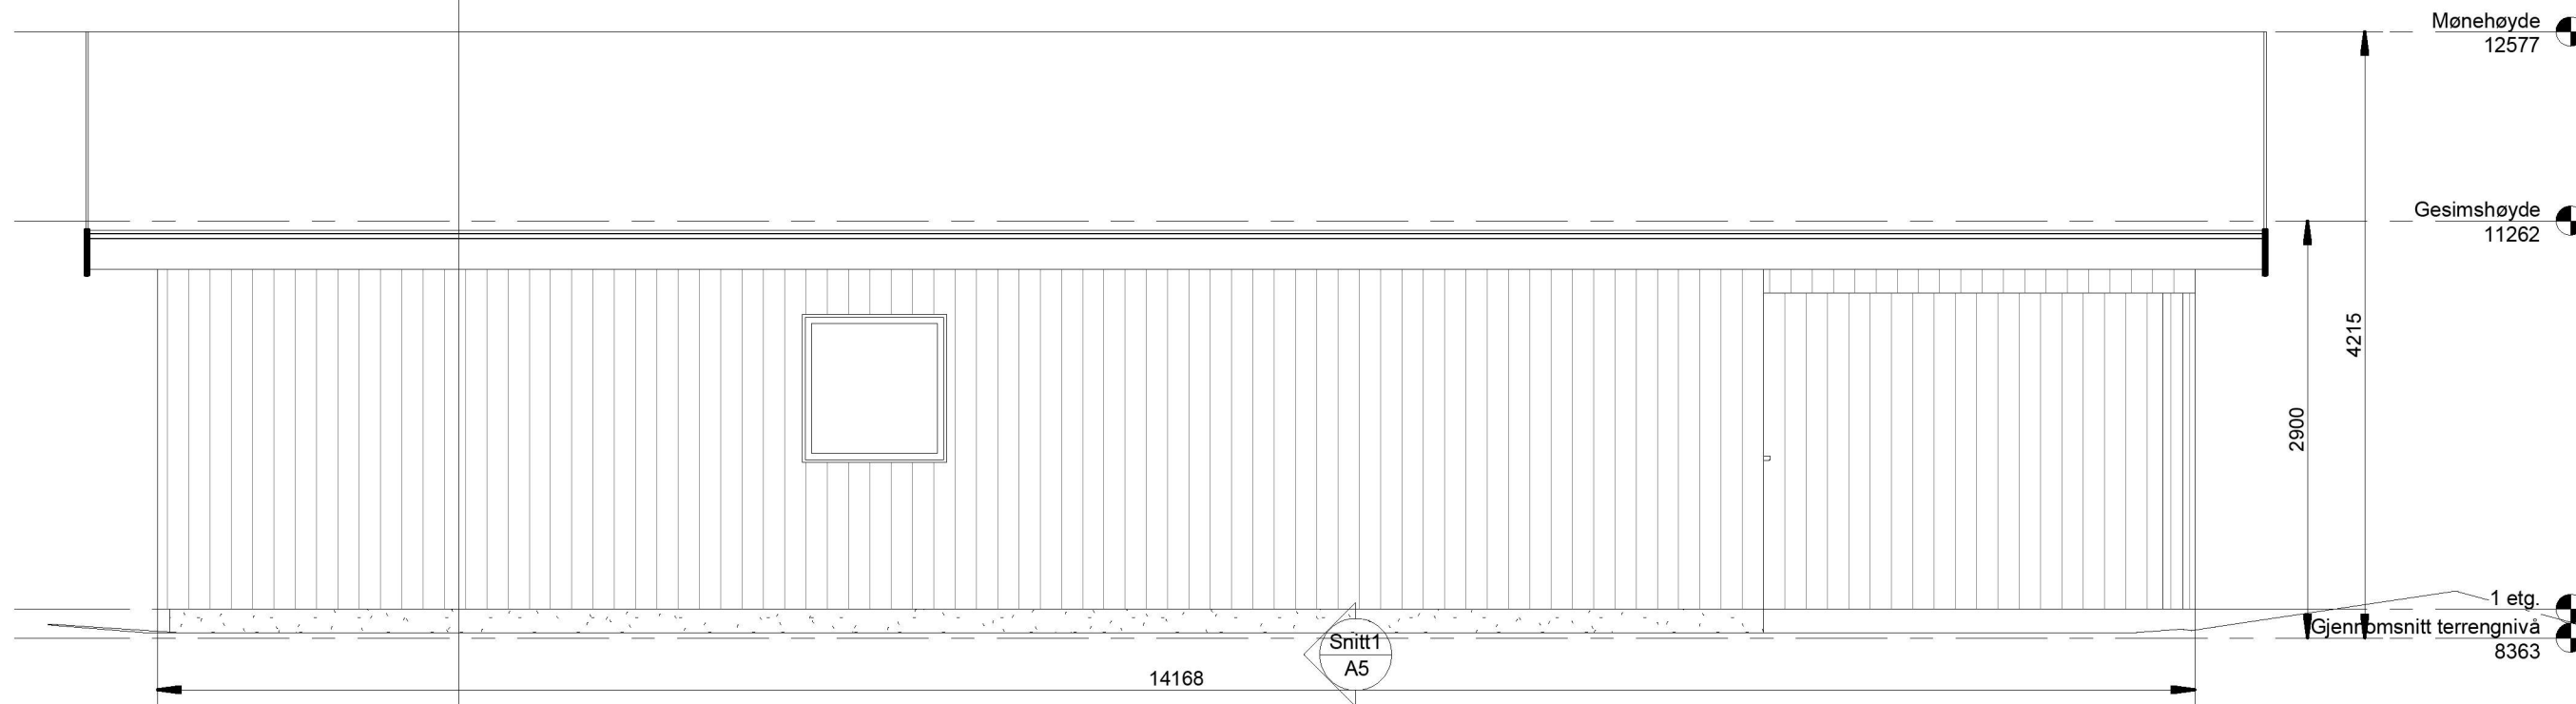 Mønehøyde
12577
Gesimshøyde
11262
4215
2900
1 etg.
Gjennomsnitt terrengnivå
8363
Snitt1
A5
14168